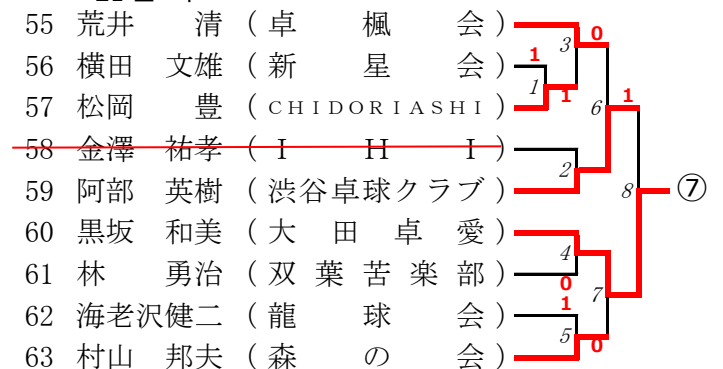 55 荒井 清 (卓楓会) 3 0
56 横田 文雄 (新星会) 1 1
57 松岡 豊 (CHIDORIASHI) 1 6 1
58 金澤 祐孝 (IHI) 2
59 阿部 英樹 (渋谷卓球クラブ) 8 ⑦
60 黒坂 和美 (大田卓愛) 4
61 林 勇治 (双葉苦楽部) 0 7
62 海老沢健二 (龍球会) 1 5
63 村山 邦夫 (森の会) 0